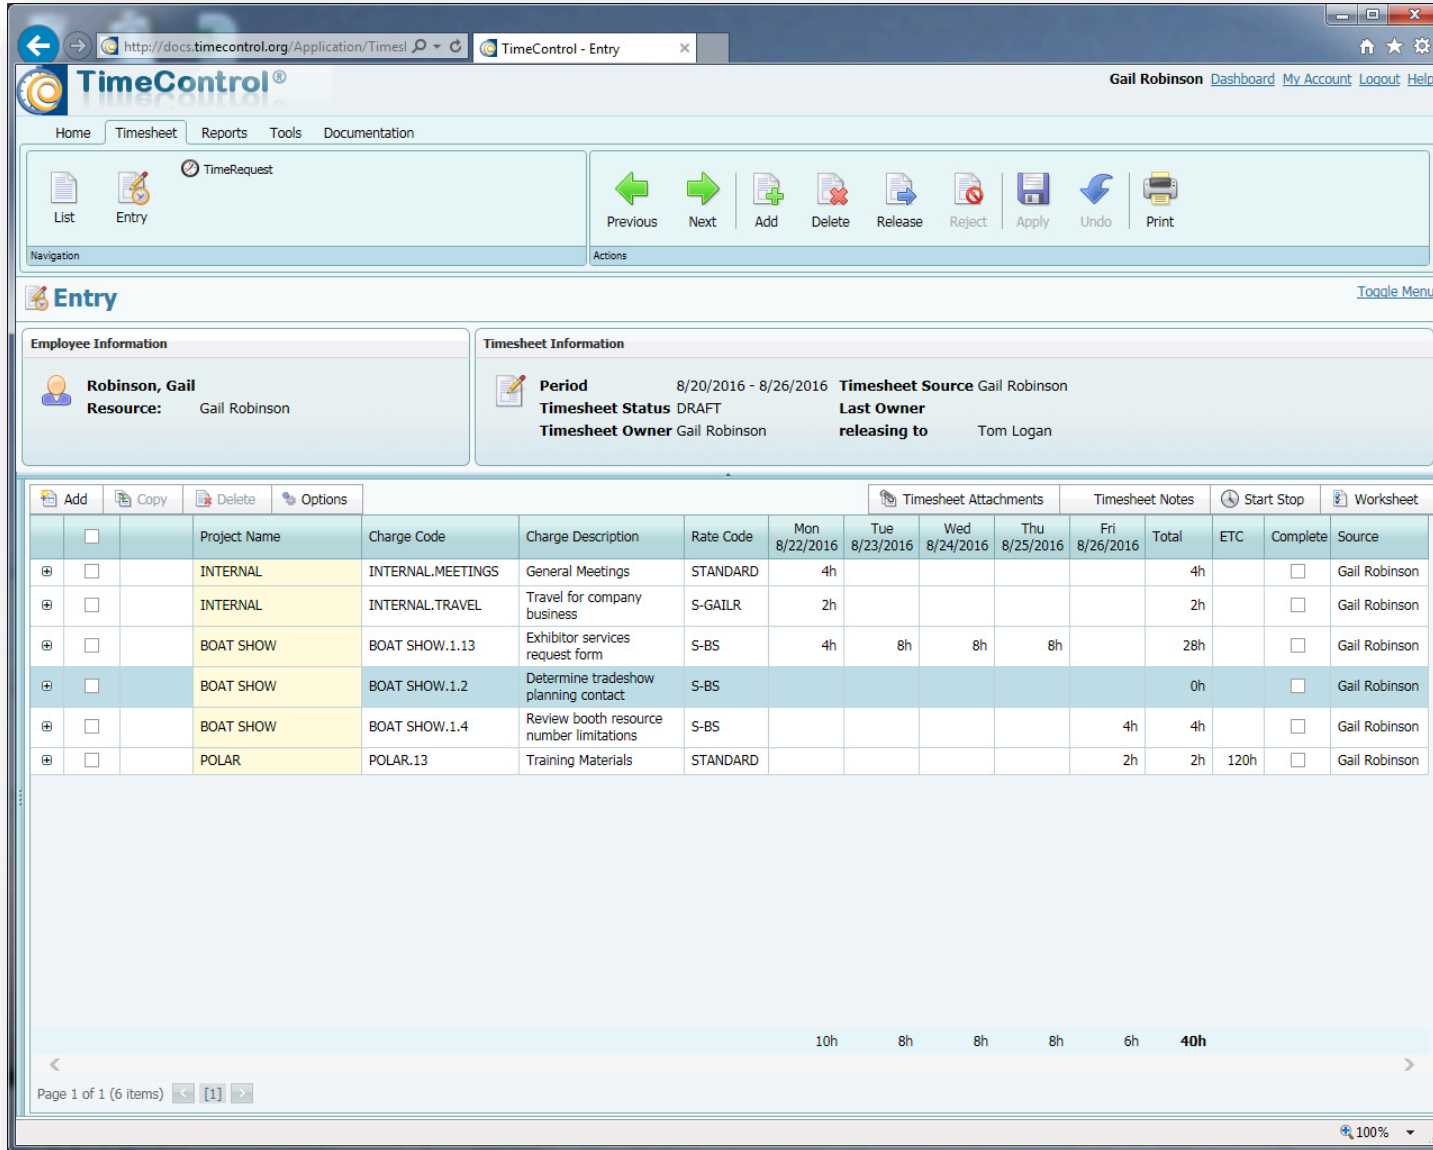 http://docs.timecontrol.org/Application/Timesl
TimeControl - Entry
TimeControl®
Gail Robinson Dashboard My Account Logout Help
Home Timesheet Reports Tools Documentation
TimeRequest
List Entry
Previous Next Add Delete Release Reject Apply Undo Print
Navigation
Actions
Entry
Toggle Menu
Employee Information
Robinson, Gail
Resource: Gail Robinson
Timesheet Information
Period 8/20/2016 - 8/26/2016 Timesheet Source Gail Robinson
Timesheet Status DRAFT Last Owner
Timesheet Owner Gail Robinson releasing to Tom Logan
Add Copy Delete Options Timesheet Attachments Timesheet Notes Start Stop Worksheet
Project Name Charge Code Charge Description Rate Code Mon 8/22/2016 Tue 8/23/2016 Wed 8/24/2016 Thu 8/25/2016 Fri 8/26/2016 Total ETC Complete Source
INTERNAL INTERNAL.MEETINGS General Meetings STANDARD 4h 4h Gail Robinson
INTERNAL INTERNAL.TRAVEL Travel for company business S-GAILR 2h 2h Gail Robinson
BOAT SHOW BOAT SHOW.1.13 Exhibitor services request form S-BS 4h 8h 8h 8h 28h Gail Robinson
BOAT SHOW BOAT SHOW.1.2 Determine tradeshow planning contact S-BS 0h Gail Robinson
BOAT SHOW BOAT SHOW.1.4 Review booth resource number limitations S-BS 4h 4h Gail Robinson
POLAR POLAR.13 Training Materials STANDARD 2h 2h 120h Gail Robinson
10h 8h 8h 8h 6h 40h
Page 1 of 1 (6 items) [1]
100%